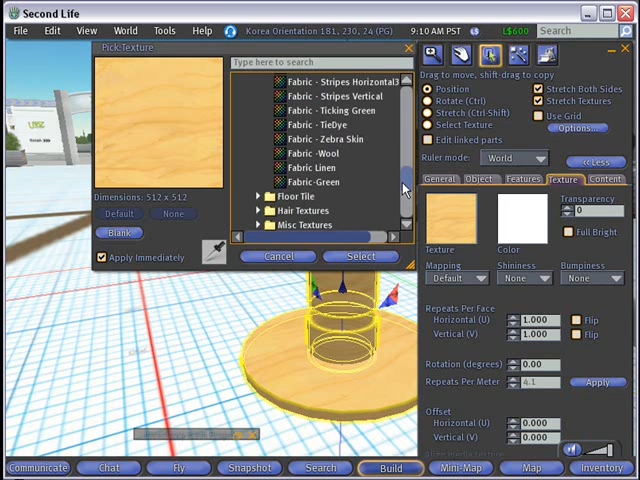 Second Life
File Edit View World Tools Help Korea Orientation 181, 230, 24 (PG) 9:10 AM PST L$ L$600 Search
Pick: Texture
Type here to search
Fabric - Stripes Horizontal3
Fabric - Stripes Vertical
Fabric - Ticking Green
Fabric - TieDye
Fabric - Zebra Skin
Fabric -Wool
Fabric Linen
Fabric-Green
Floor Tile
Hair Textures
Misc Textures
Dimensions: 512 x 512
Default None
Blank
Apply Immediately
Cancel Select
Drag to move, shift-drag to copy
Position
Rotate (Ctrl)
Stretch (Ctrl-Shift)
Select Texture
Edit linked parts
Stretch Both Sides
Stretch Textures
Use Grid
Options...
Ruler mode: World
<< Less
General Object Features Texture Content
Texture
Color
Transparency
0
Full Bright
Mapping Shininess Bumpiness
Default None None
Repeats Per Face
Horizontal (U) 1.000 Flip
Vertical (V) 1.000 Flip
Rotation (degrees) 0.00
Repeats Per Meter 4.1 Apply
Offset
Horizontal (U) 0.000
Vertical (V) 0.000
Communicate Chat Fly Snapshot Search Build Mini-Map Map Inventory